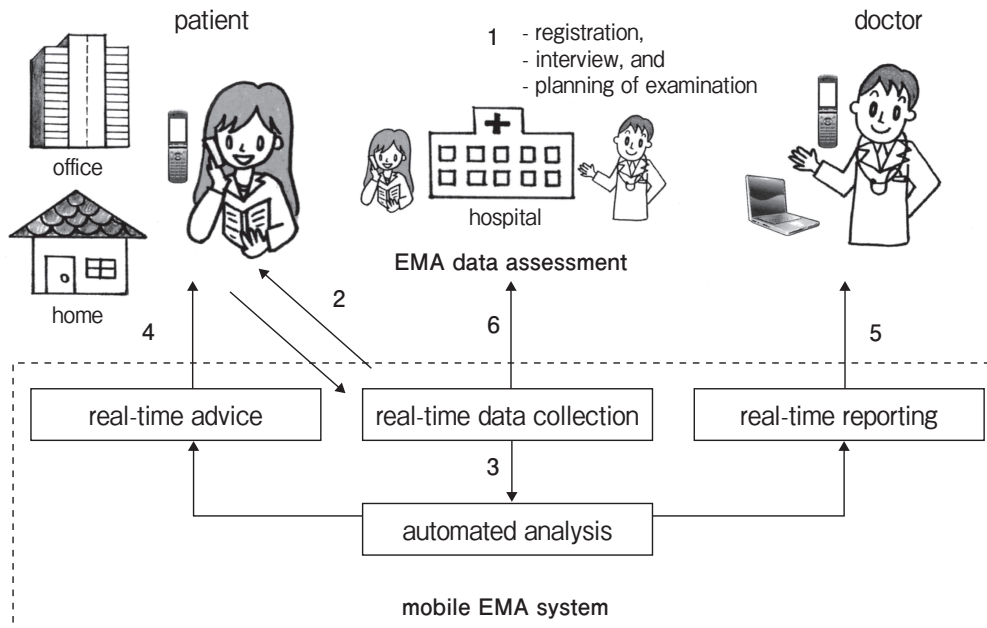 patient
1 - registration,
- interview, and
- planning of examination
doctor
office
hospital
home
EMA data assessment
2
4
6
5
real-time advice
real-time data collection
real-time reporting
3
automated analysis
mobile EMA system